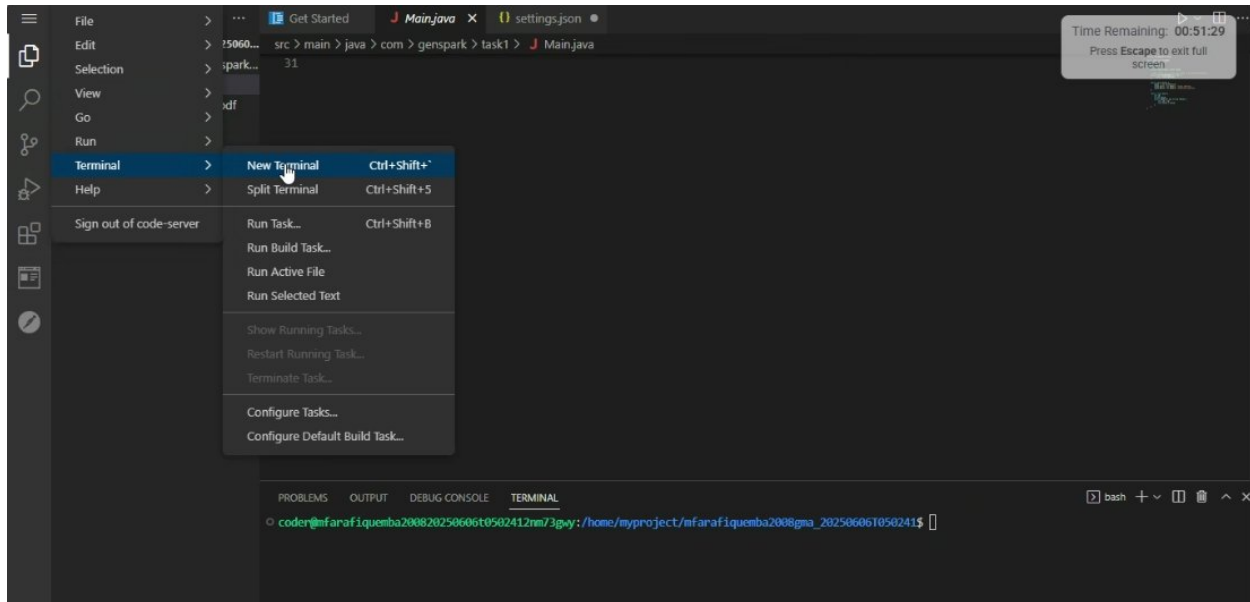 File
Edit
Selection
View
Go
Run
Terminal
Help
Sign out of code-server
New Terminal Ctrl+Shift+`
Split Terminal Ctrl+Shift+5
Run Task... Ctrl+Shift+B
Run Build Task...
Run Active File
Run Selected Text
Show Running Tasks...
Restart Running Task...
Terminate Task...
Configure Tasks...
Configure Default Build Task...
25060...
spark...
pdf
Get Started
J Main.java
{} settings.json
src > main > java > com > genspark > task1 > J Main.java
31
Time Remaining: 00:51:29
Press Escape to exit full
screen
PROBLEMS OUTPUT DEBUG CONSOLE TERMINAL
bash
coder@mfarafiquemba200820250606t0502412nm73gwy:/home/myproject/mfarafiquemba2008gma_20250606T050241$